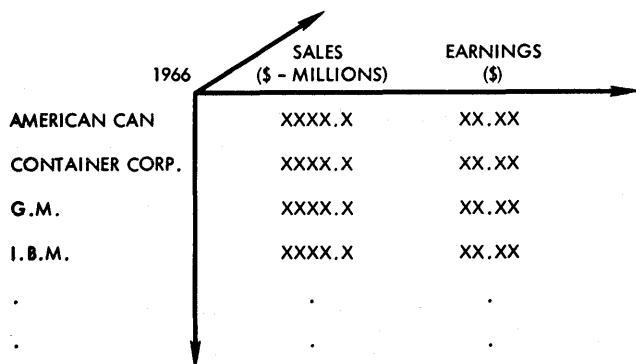 SALES EARNINGS
1966 ($ - MILLIONS) ($)
AMERICAN CAN XXXX.X XX.XX
CONTAINER CORP. XXXX.X XX.XX
G.M. XXXX.X XX.XX
I.B.M. XXXX.X XX.XX
. . .
. . .